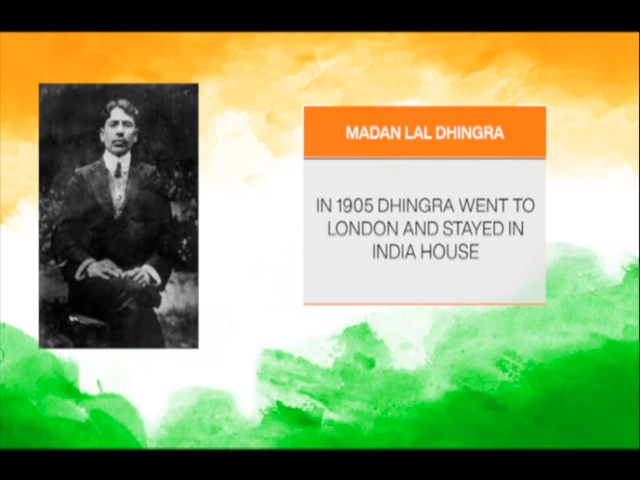 MADAN LAL DHINGRA
IN 1905 DHINGRA WENT TO
LONDON AND STAYED IN
INDIA HOUSE